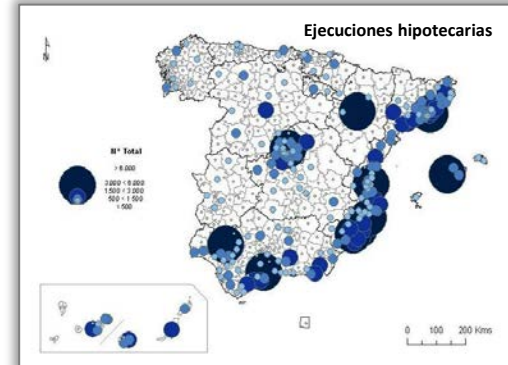 Ejecuciones hipotecarias
Nº Total
> 6.000
3.000 < 6.000
1.500 < 3.000
500 < 1.500
< 500
0 100 200 Kms